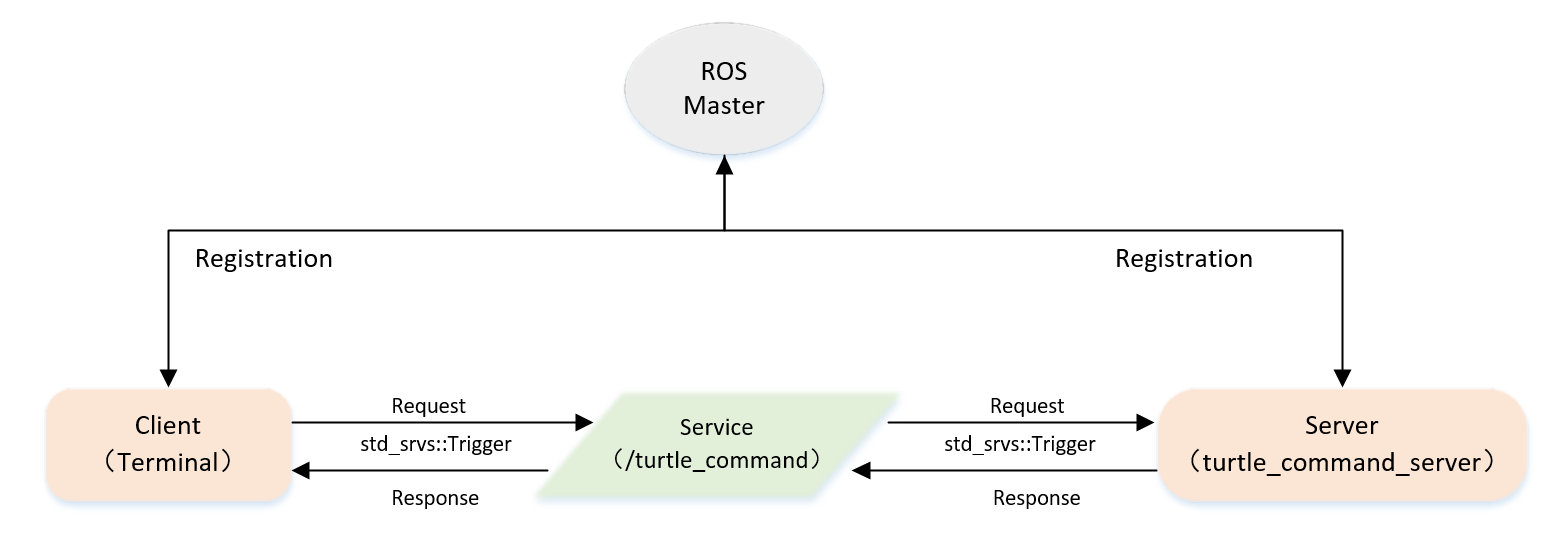 ROS
Master
Registration
Registration
Client
（Terminal）
Request
std_srvs::Trigger
Response
Service
（/turtle_command）
Request
std_srvs::Trigger
Response
Server
（turtle_command_server）